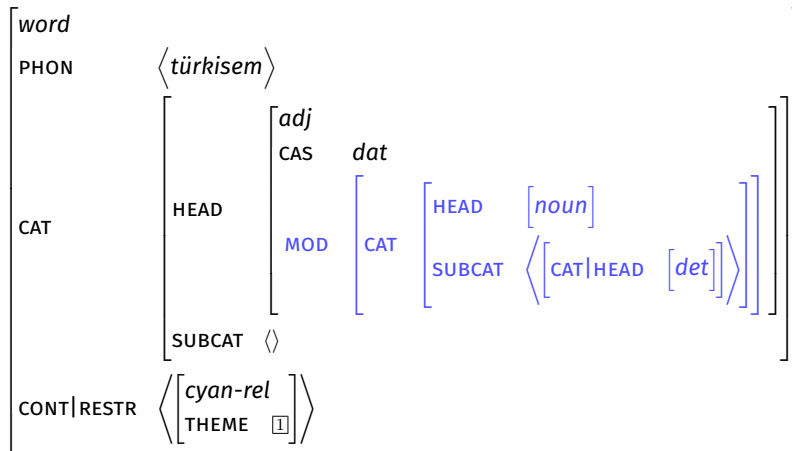 word
PHON ⟨türkisem⟩
adj
CAS dat
HEAD [noun]
HEAD
CAT MOD CAT
SUBCAT ⟨[CAT|HEAD [det]]⟩
SUBCAT ⟨⟩
cyan-rel
CONT|RESTR
THEME 1